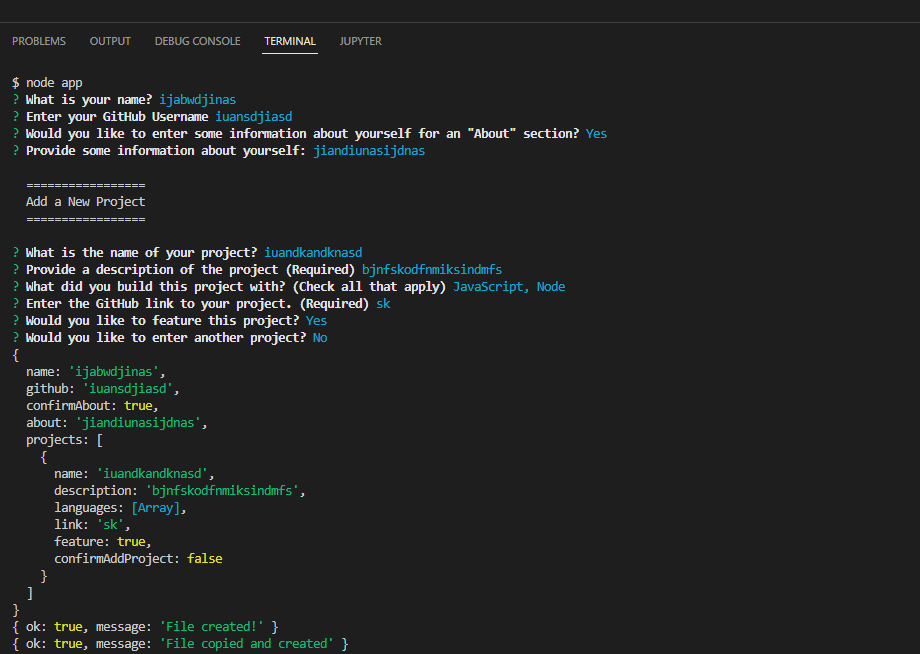 PROBLEMS OUTPUT DEBUG CONSOLE TERMINAL JUPYTER
$ node app
? What is your name? ijabwdjinas
? Enter your GitHub Username iuansdjiasd
? Would you like to enter some information about yourself for an "About" section? Yes
? Provide some information about yourself: jiandiunasijdnas
=================
Add a New Project
=================
? What is the name of your project? iuandkandknasd
? Provide a description of the project (Required) bjnfskodfnmiksindmfs
? What did you build this project with? (Check all that apply) JavaScript, Node
? Enter the GitHub link to your project. (Required) sk
? Would you like to feature this project? Yes
? Would you like to enter another project? No
{
  name: 'ijabwdjinas',
  github: 'iuansdjiasd',
  confirmAbout: true,
  about: 'jiandiunasijdnas',
  projects: [
    {
      name: 'iuandkandknasd',
      description: 'bjnfskodfnmiksindmfs',
      languages: [Array],
      link: 'sk',
      feature: true,
      confirmAddProject: false
    }
  ]
}
{ ok: true, message: 'File created!' }
{ ok: true, message: 'File copied and created' }